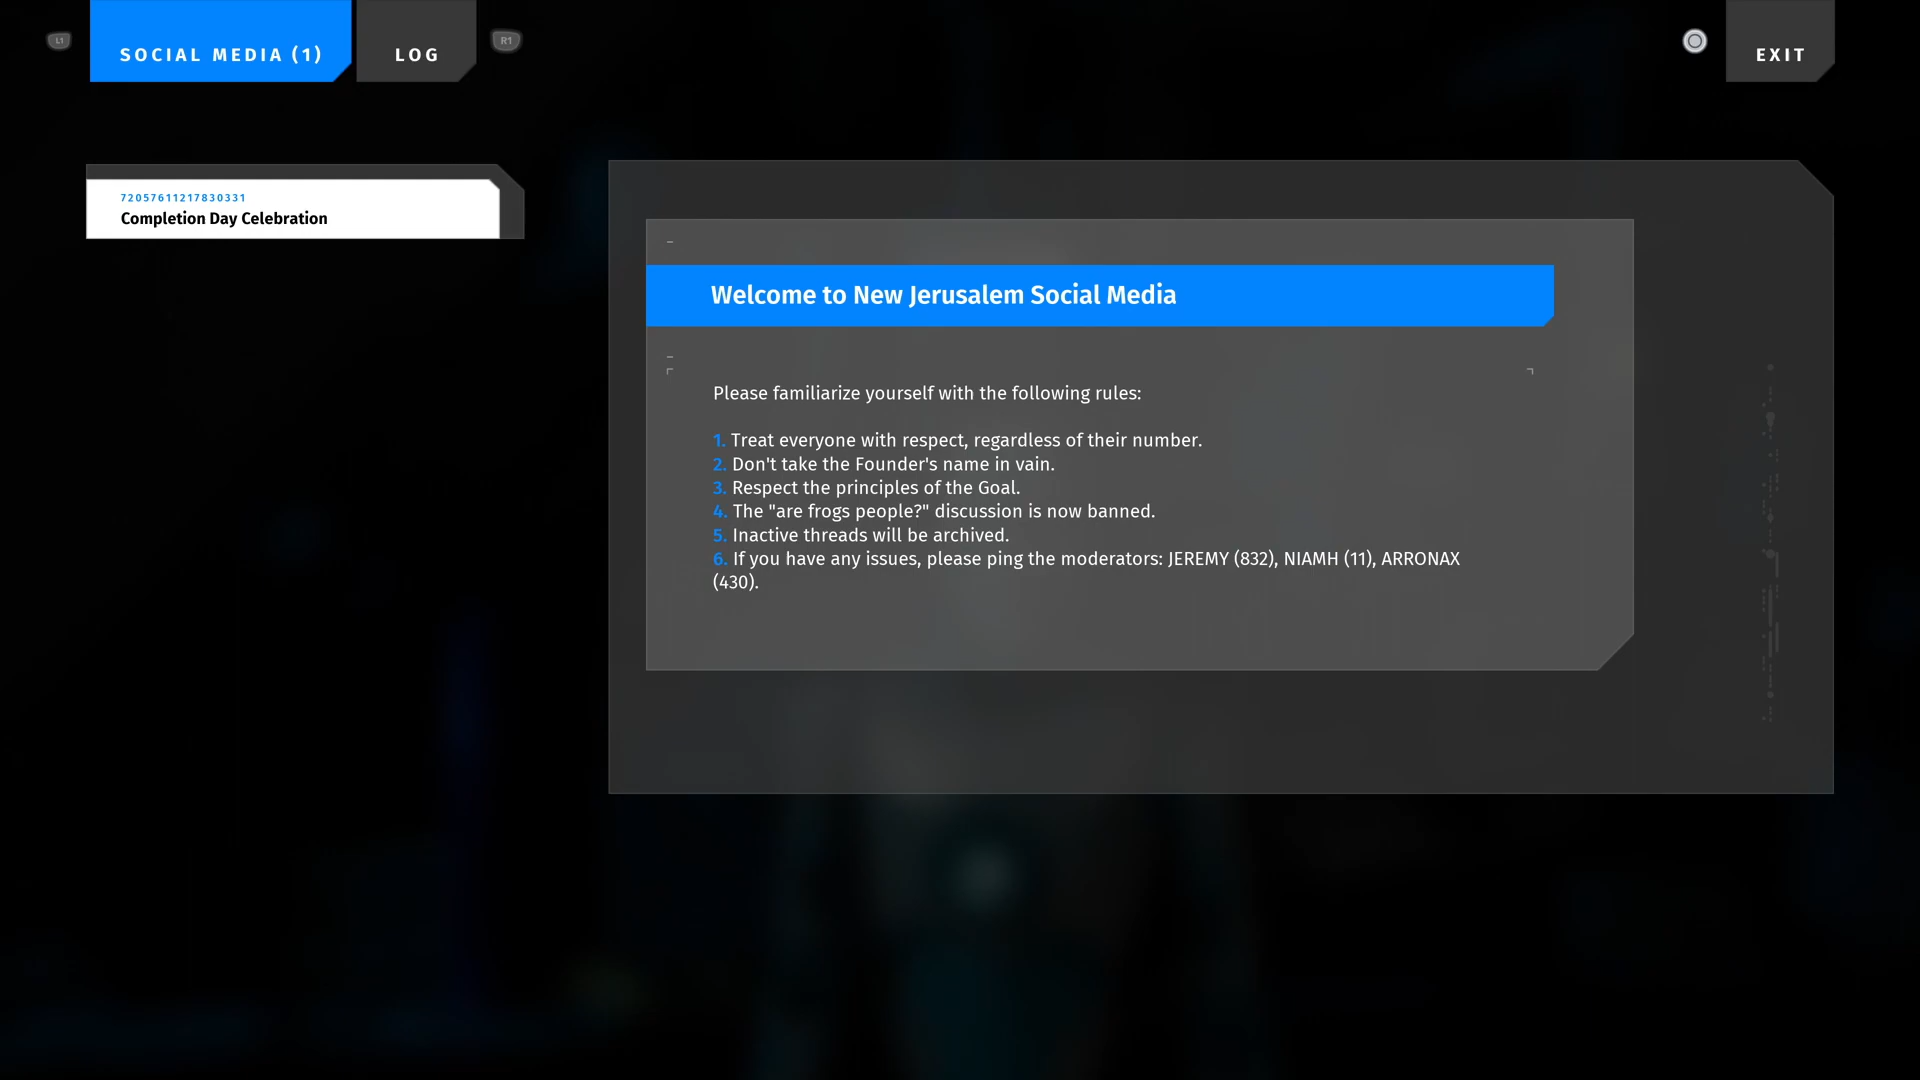 L1
SOCIAL MEDIA (1)
LOG
R1
EXIT
72057611217830331
Completion Day Celebration
Welcome to New Jerusalem Social Media
Please familiarize yourself with the following rules:
1. Treat everyone with respect, regardless of their number.
2. Don't take the Founder's name in vain.
3. Respect the principles of the Goal.
4. The "are frogs people?" discussion is now banned.
5. Inactive threads will be archived.
6. If you have any issues, please ping the moderators: JEREMY (832), NIAMH (11), ARRONAX
(430).